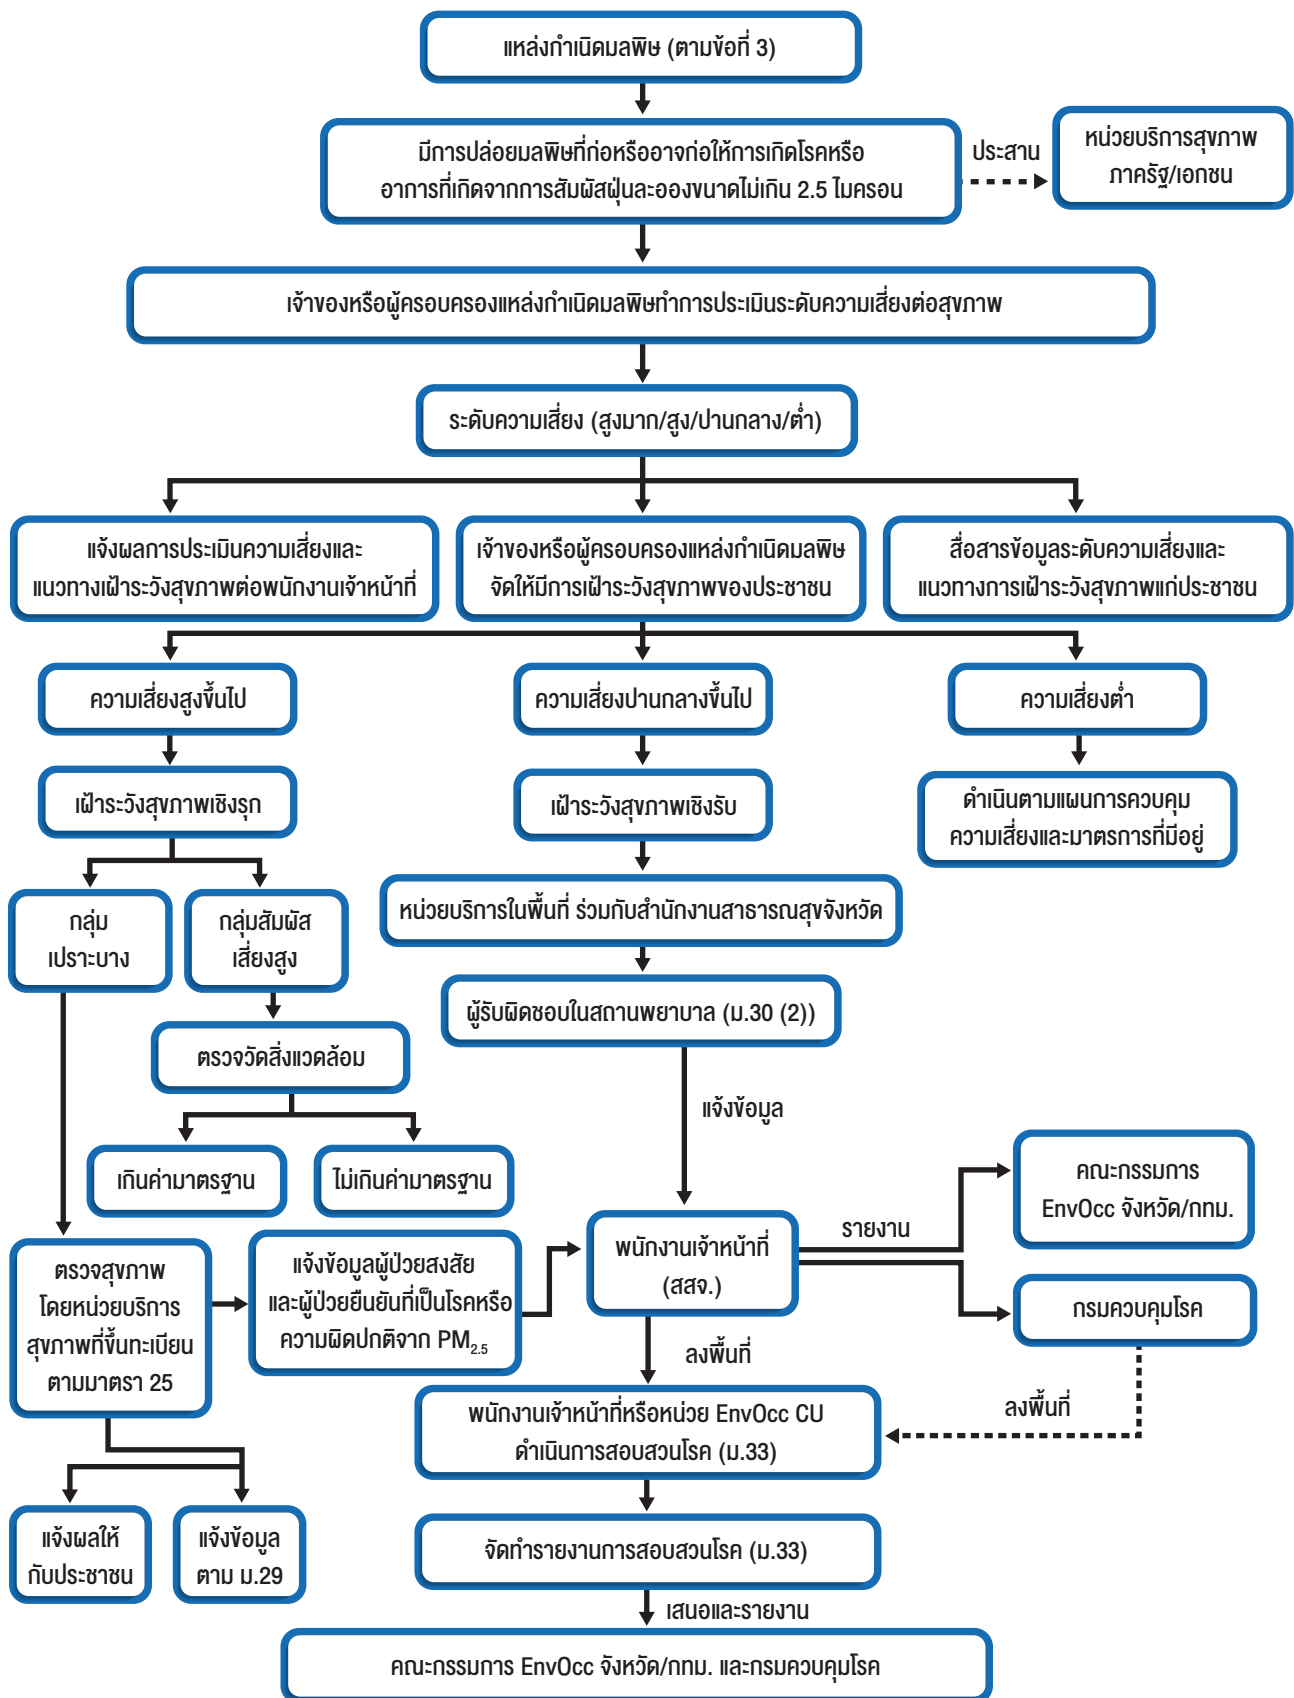 แหล่งกำเนิดมลพิษ (ตามข้อที่ 3)
มีการปล่อยมลพิษที่ก่อหรืออาจก่อให้การเกิดโรคหรือ
อาการที่เกิดจากการสัมผัสฝุ่นละอองขนาดไม่เกิน 2.5 ไมครอน
ประสาน
หน่วยบริการสุขภาพ
ภาครัฐ/เอกชน
เจ้าของหรือผู้ครอบครองแหล่งกำเนิดมลพิษทำการประเมินระดับความเสี่ยงต่อสุขภาพ
ระดับความเสี่ยง (สูงมาก/สูง/ปานกลาง/ต่ำ)
แจ้งผลการประเมินความเสี่ยงและ
แนวทางเฝ้าระวังสุขภาพต่อพนักงานเจ้าหน้าที่
เจ้าของหรือผู้ครอบครองแหล่งกำเนิดมลพิษ
จัดให้มีการเฝ้าระวังสุขภาพของประชาชน
สื่อสารข้อมูลระดับความเสี่ยงและ
แนวทางการเฝ้าระวังสุขภาพแก่ประชาชน
ความเสี่ยงสูงขึ้นไป
ความเสี่ยงปานกลางขึ้นไป
ความเสี่ยงต่ำ
เฝ้าระวังสุขภาพเชิงรุก
เฝ้าระวังสุขภาพเชิงรับ
ดำเนินตามแผนการควบคุม
ความเสี่ยงและมาตรการที่มีอยู่
กลุ่ม
เปราะบาง
กลุ่มสัมผัส
เสี่ยงสูง
หน่วยบริการในพื้นที่ ร่วมกับสำนักงานสาธารณสุขจังหวัด
ผู้รับผิดชอบในสถานพยาบาล (ม.30 (2))
ตรวจวัดสิ่งแวดล้อม
แจ้งข้อมูล
เกินค่ามาตรฐาน
ไม่เกินค่ามาตรฐาน
คณะกรรมการ
EnvOcc จังหวัด/กทม.
รายงาน
ตรวจสุขภาพ
โดยหน่วยบริการ
สุขภาพที่ขึ้นทะเบียน
ตามมาตรา 25
แจ้งข้อมูลผู้ป่วยสงสัย
และผู้ป่วยยืนยันที่เป็นโรคหรือ
ความผิดปกติจาก PM2.5
พนักงานเจ้าหน้าที่
(สสจ.)
กรมควบคุมโรค
ลงพื้นที่
ลงพื้นที่
พนักงานเจ้าหน้าที่หรือหน่วย EnvOcc CU
ดำเนินการสอบสวนโรค (ม.33)
แจ้งผลให้
กับประชาชน
แจ้งข้อมูล
ตาม ม.29
จัดทำรายงานการสอบสวนโรค (ม.33)
เสนอและรายงาน
คณะกรรมการ EnvOcc จังหวัด/กทม. และกรมควบคุมโรค